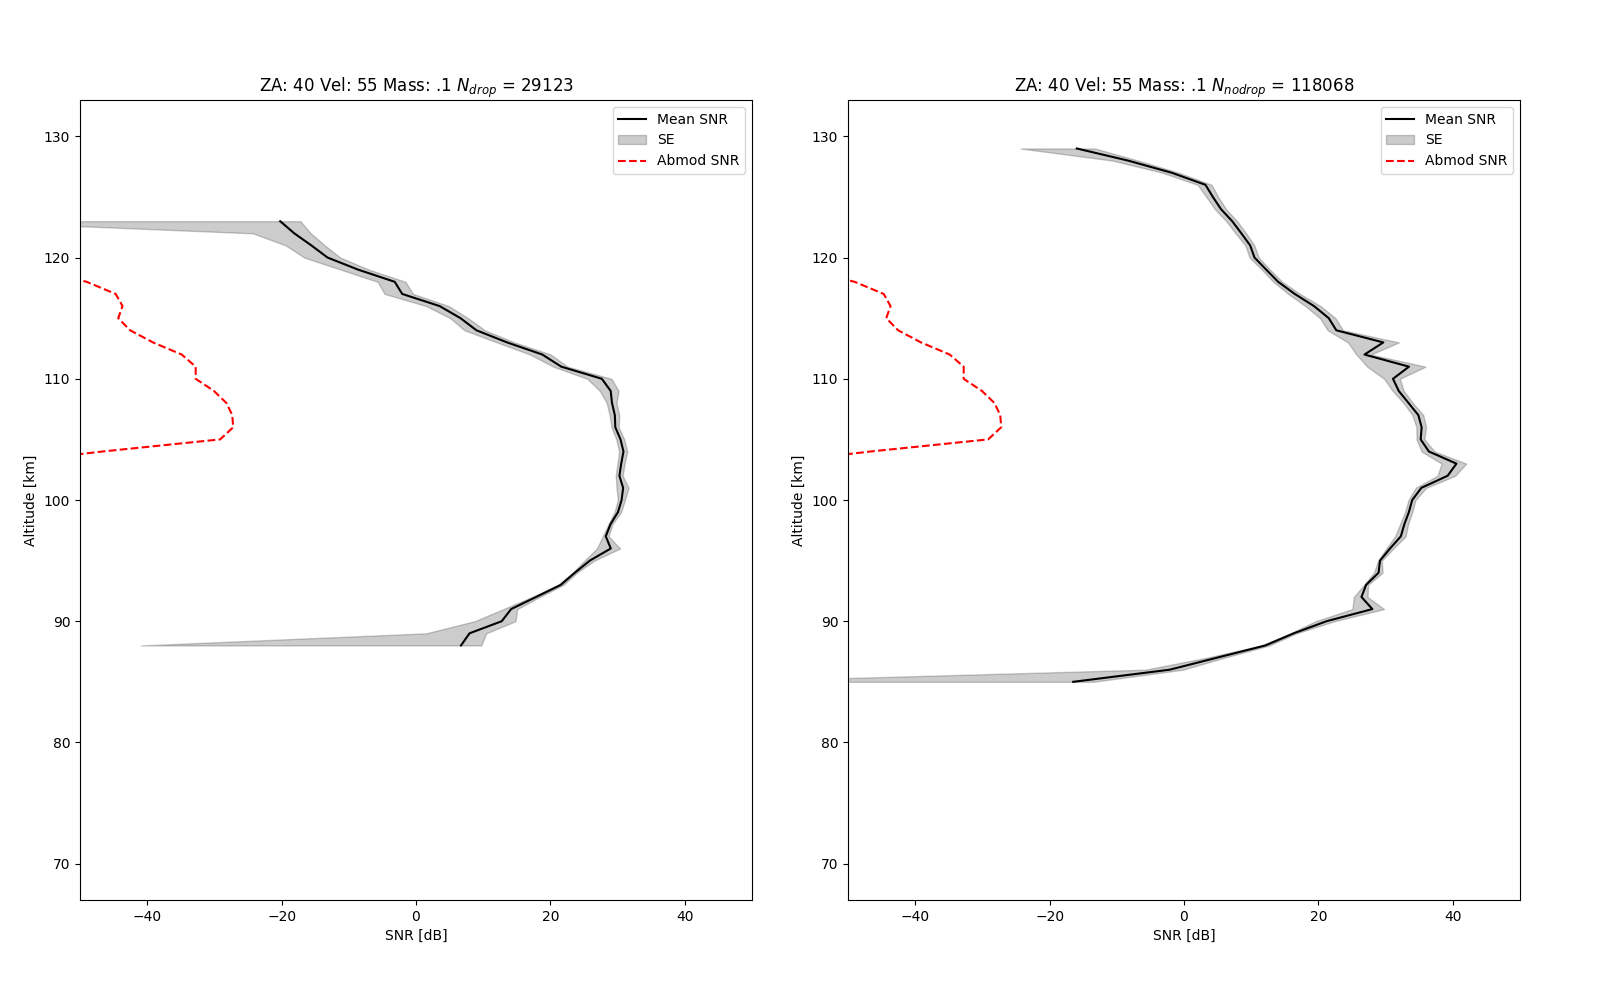 ZA: 40 Vel: 55 Mass: .1 N_drop = 29123
Mean SNR
SE
Abmod SNR
130
120
110
100
90
80
70
Altitude [km]
−40
−20
0
20
40
SNR [dB]
ZA: 40 Vel: 55 Mass: .1 N_nodrop = 118068
Mean SNR
SE
Abmod SNR
130
120
110
100
90
80
70
Altitude [km]
−40
−20
0
20
40
SNR [dB]